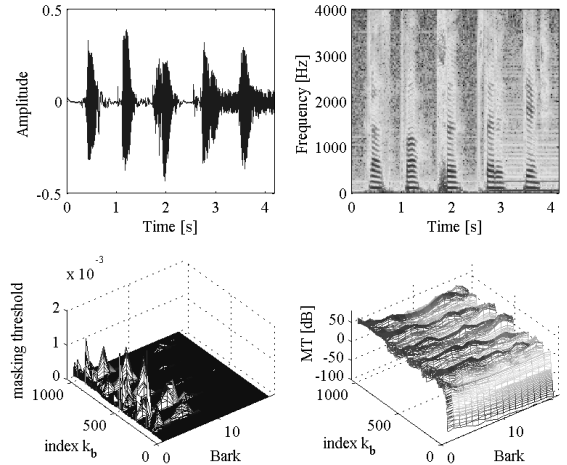 0.5
0
-0.5
Amplitude
0 1 2 3 4
Time [s]
4000
3000
2000
1000
0
Frequency [Hz]
0 1 2 3 4
Time [s]
x 10 -3
2
1
0
masking threshold
1000
500
0
index kb
0 10
Bark
50
0
-50
-100
MT [dB]
1000
500
0
index kb
0 10
Bark